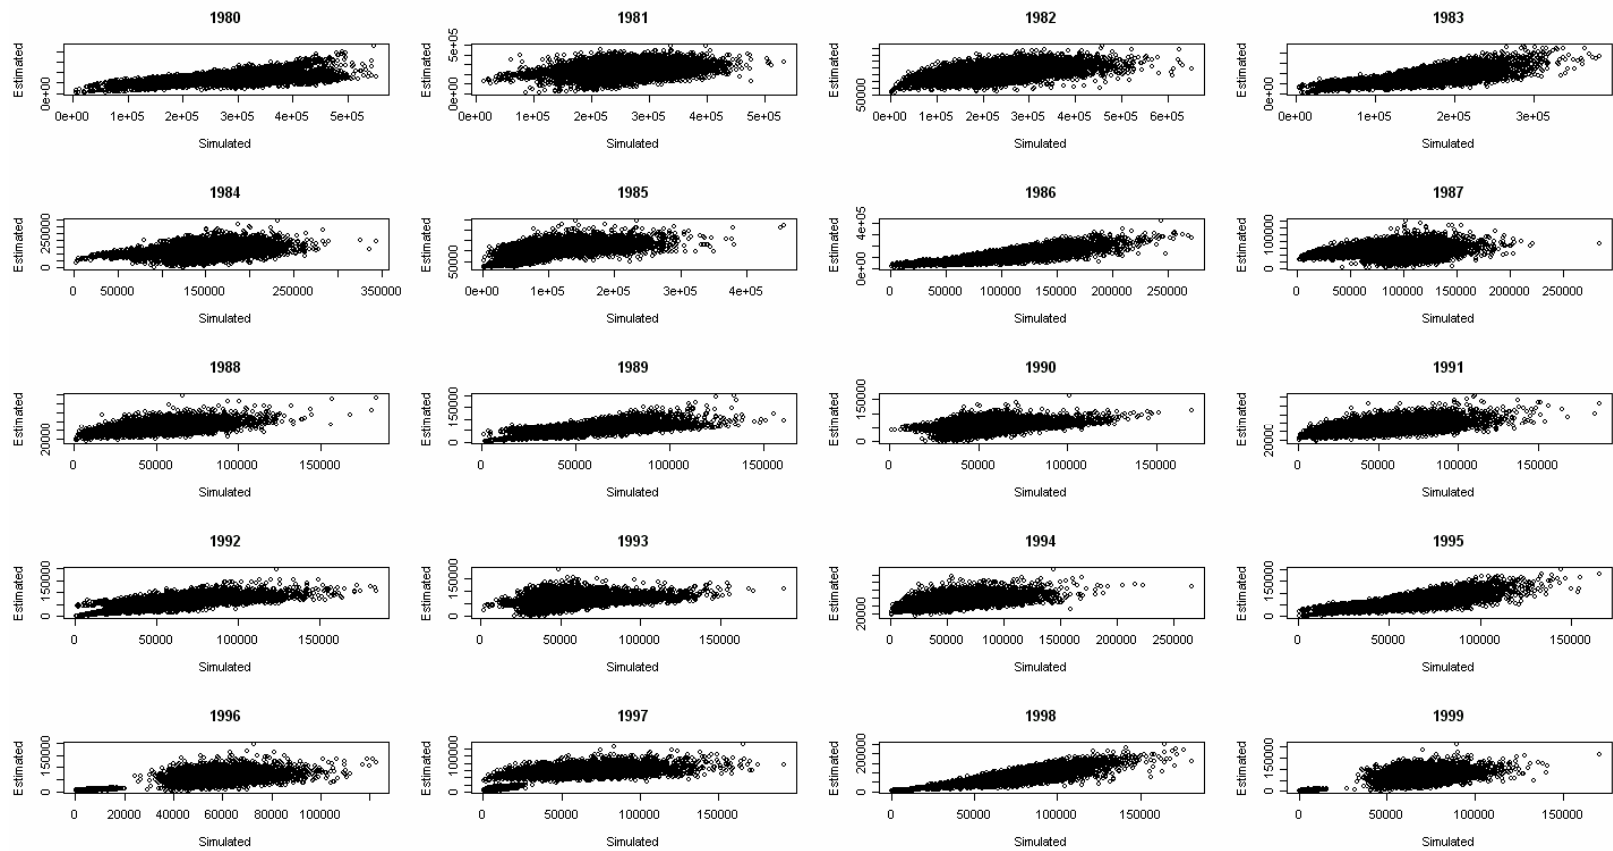 1980 1981 1982 1983
Estimated 0e+00 Estimated 0e+00 4e+05 Estimated 50000 Estimated 0e+00
0e+00 1e+05 2e+05 3e+05 4e+05 5e+05 0e+00 1e+05 2e+05 3e+05 4e+05 5e+05 0e+00 1e+05 2e+05 3e+05 4e+05 5e+05 6e+05 0e+00 1e+05 2e+05 3e+05
Simulated Simulated Simulated Simulated
1984 1985 1986 1987
Estimated 0 250000 Estimated 50000 Estimated 0e+00 4e+05 Estimated 0 100000
0 50000 150000 250000 350000 0e+00 1e+05 2e+05 3e+05 4e+05 0 50000 100000 150000 200000 250000 0 50000 100000 150000 200000 250000
Simulated Simulated Simulated Simulated
1988 1989 1990 1991
Estimated 20000 Estimated 0 150000 Estimated 0 150000 Estimated 20000
0 50000 100000 150000 0 50000 100000 150000 0 50000 100000 150000 0 50000 100000 150000
Simulated Simulated Simulated Simulated
1992 1993 1994 1995
Estimated 0 150000 Estimated 0 150000 Estimated 20000 Estimated 0 150000
0 50000 100000 150000 0 50000 100000 150000 0 50000 100000 150000 200000 250000 0 50000 100000 150000
Simulated Simulated Simulated Simulated
1996 1997 1998 1999
Estimated 0 150000 Estimated 0 100000 Estimated 0 200000 Estimated 0 150000
0 20000 40000 60000 80000 100000 0 50000 100000 150000 0 50000 100000 150000 0 50000 100000 150000
Simulated Simulated Simulated Simulated